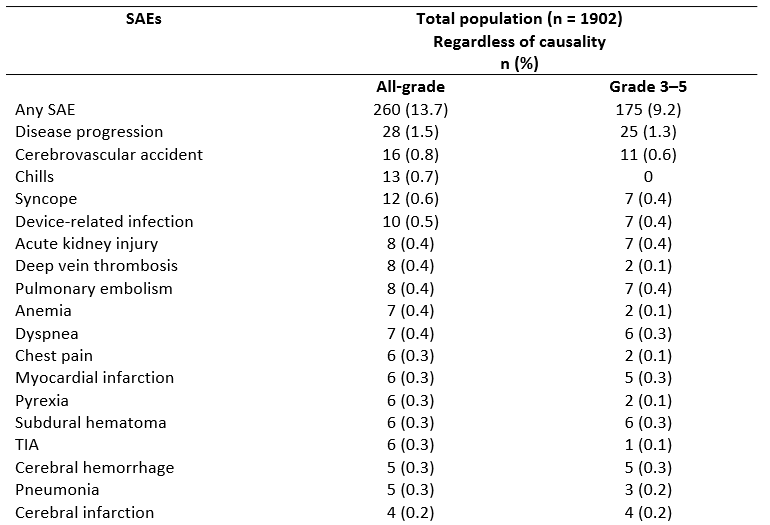 SAEs Total population (n = 1902)
Regardless of causality
n (%)
All-grade Grade 3–5
Any SAE 260 (13.7) 175 (9.2)
Disease progression 28 (1.5) 25 (1.3)
Cerebrovascular accident 16 (0.8) 11 (0.6)
Chills 13 (0.7) 0
Syncope 12 (0.6) 7 (0.4)
Device-related infection 10 (0.5) 7 (0.4)
Acute kidney injury 8 (0.4) 7 (0.4)
Deep vein thrombosis 8 (0.4) 2 (0.1)
Pulmonary embolism 8 (0.4) 7 (0.4)
Anemia 7 (0.4) 2 (0.1)
Dyspnea 7 (0.4) 6 (0.3)
Chest pain 6 (0.3) 2 (0.1)
Myocardial infarction 6 (0.3) 5 (0.3)
Pyrexia 6 (0.3) 2 (0.1)
Subdural hematoma 6 (0.3) 6 (0.3)
TIA 6 (0.3) 1 (0.1)
Cerebral hemorrhage 5 (0.3) 5 (0.3)
Pneumonia 5 (0.3) 3 (0.2)
Cerebral infarction 4 (0.2) 4 (0.2)